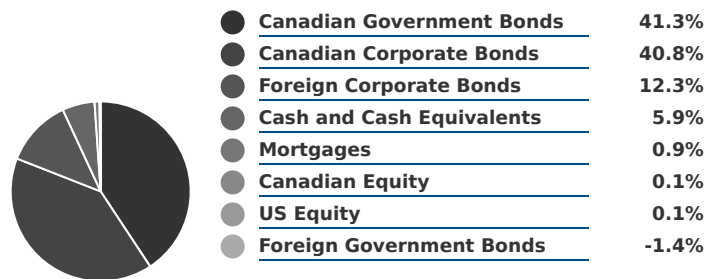 Canadian Government Bonds 41.3%
Canadian Corporate Bonds 40.8%
Foreign Corporate Bonds 12.3%
Cash and Cash Equivalents 5.9%
Mortgages 0.9%
Canadian Equity 0.1%
US Equity 0.1%
Foreign Government Bonds -1.4%